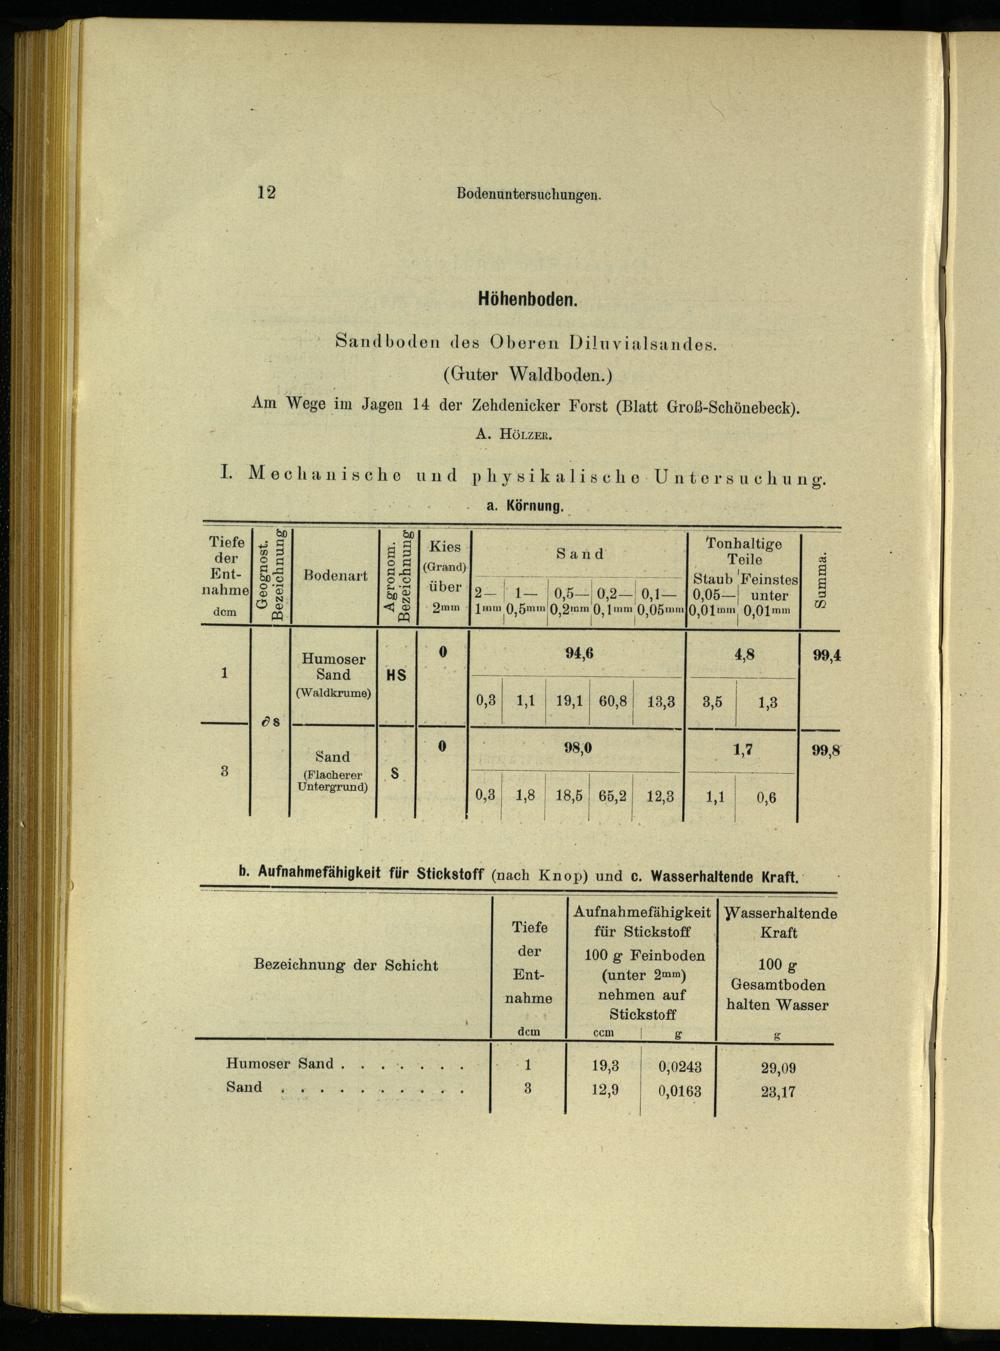 12 Bodenuntersuchungen.
Höhenboden.
Sandboden des Oberen Diluvialsandes.
(Guter Waldboden.)
Am Wege im Jagen 14 der Zehdenicker Forst (Blatt Groß-Schönebeck).
A. HÖLZER.
I. Mechanische und physikalische Untersuchung.
a. Körnung.
Tiefe der Ent-nahme dcm | Geognost. Bezeichnung | Bodenart | Agronom. Bezeichnung | Kies (Grand) über 2mm | Sand | Tonhaltige Teile | Summa.
2—1mm | 1—0,5mm | 0,5—0,2mm | 0,2—0,1mm | 0,1—0,05mm | Staub 0,05—0,01mm | Feinstes unter 0,01mm
1 | ∂s | Humoser Sand (Waldkrume) | HS | 0 | 94,6 | 4,8 | 99,4
0,3 | 1,1 | 19,1 | 60,8 | 13,3 | 3,5 | 1,3
3 | Sand (Flacherer Untergrund) | S | 0 | 98,0 | 1,7 | 99,8
0,3 | 1,8 | 18,5 | 65,2 | 12,3 | 1,1 | 0,6
b. Aufnahmefähigkeit für Stickstoff (nach Knop) und c. Wasserhaltende Kraft.
Bezeichnung der Schicht | Tiefe der Ent-nahme dcm | Aufnahmefähigkeit für Stickstoff 100 g Feinboden (unter 2mm) nehmen auf Stickstoff ccm | g | Wasserhaltende Kraft 100 g Gesamtboden halten Wasser g
Humoser Sand . . . . . . . | 1 | 19,3 | 0,0243 | 29,09
Sand . . . . . . . . . . | 3 | 12,9 | 0,0163 | 23,17